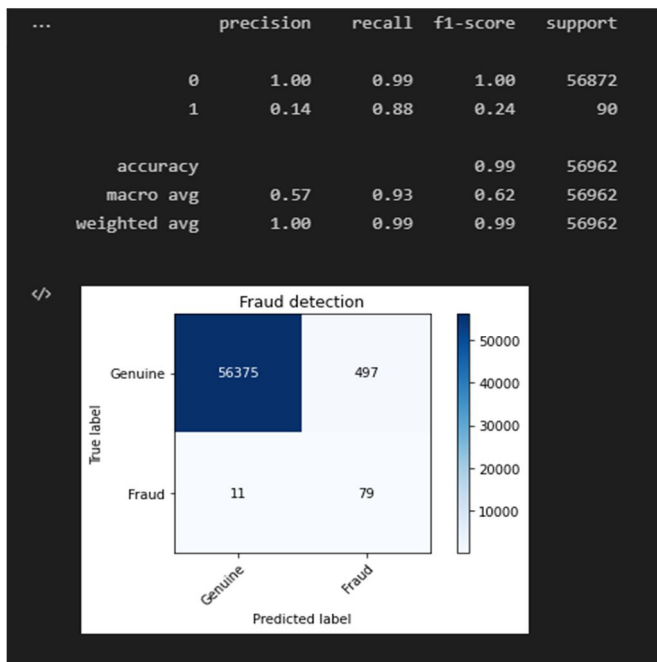 ... precision recall f1-score support
0 1.00 0.99 1.00 56872
1 0.14 0.88 0.24 90
accuracy 0.99 56962
macro avg 0.57 0.93 0.62 56962
weighted avg 1.00 0.99 0.99 56962
</>
Fraud detection
50000
Genuine 56375 497
40000
True label
30000
20000
Fraud 11 79
10000
Genuine Fraud
Predicted label